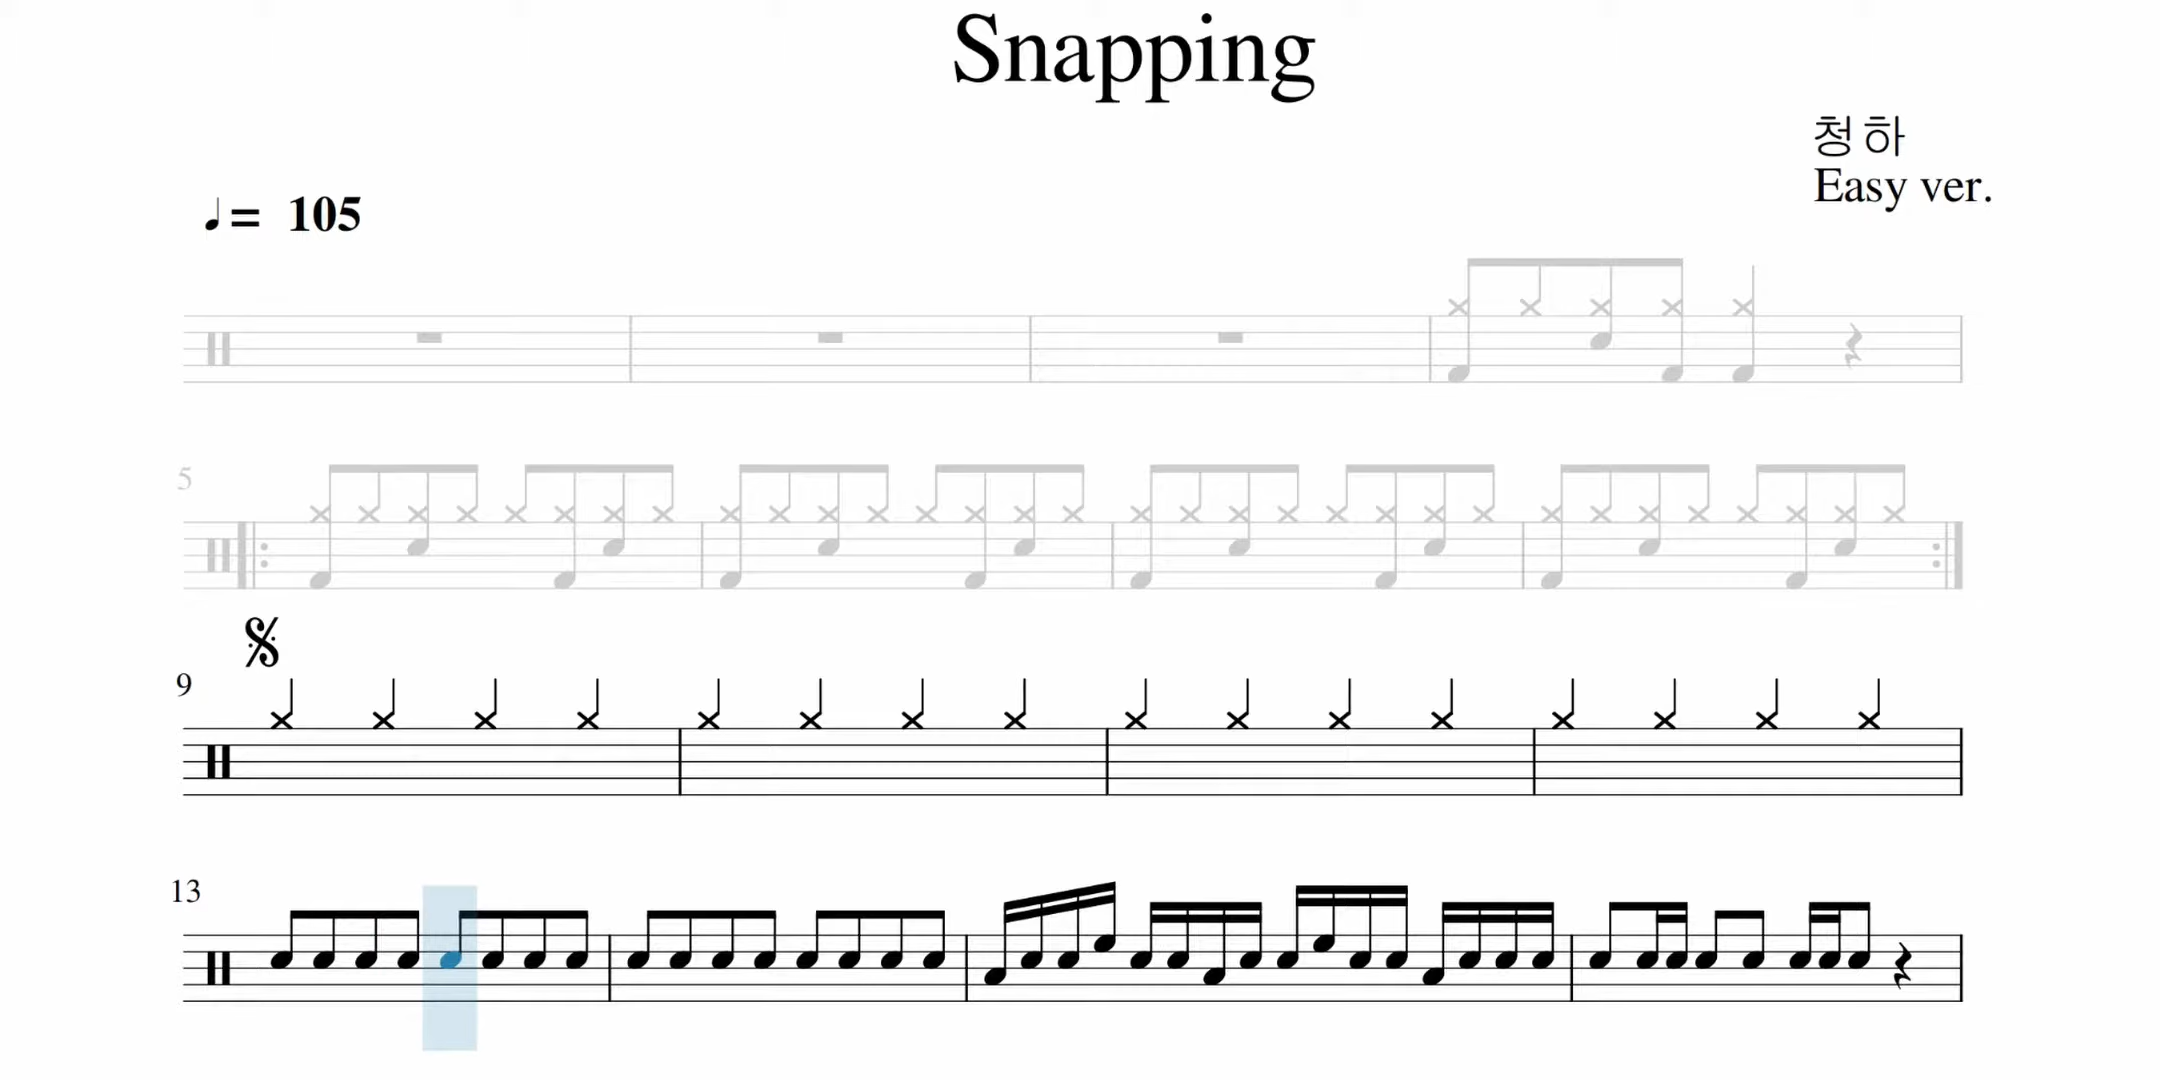 Snapping
청하
Easy ver.
♩= 105
5
9
13